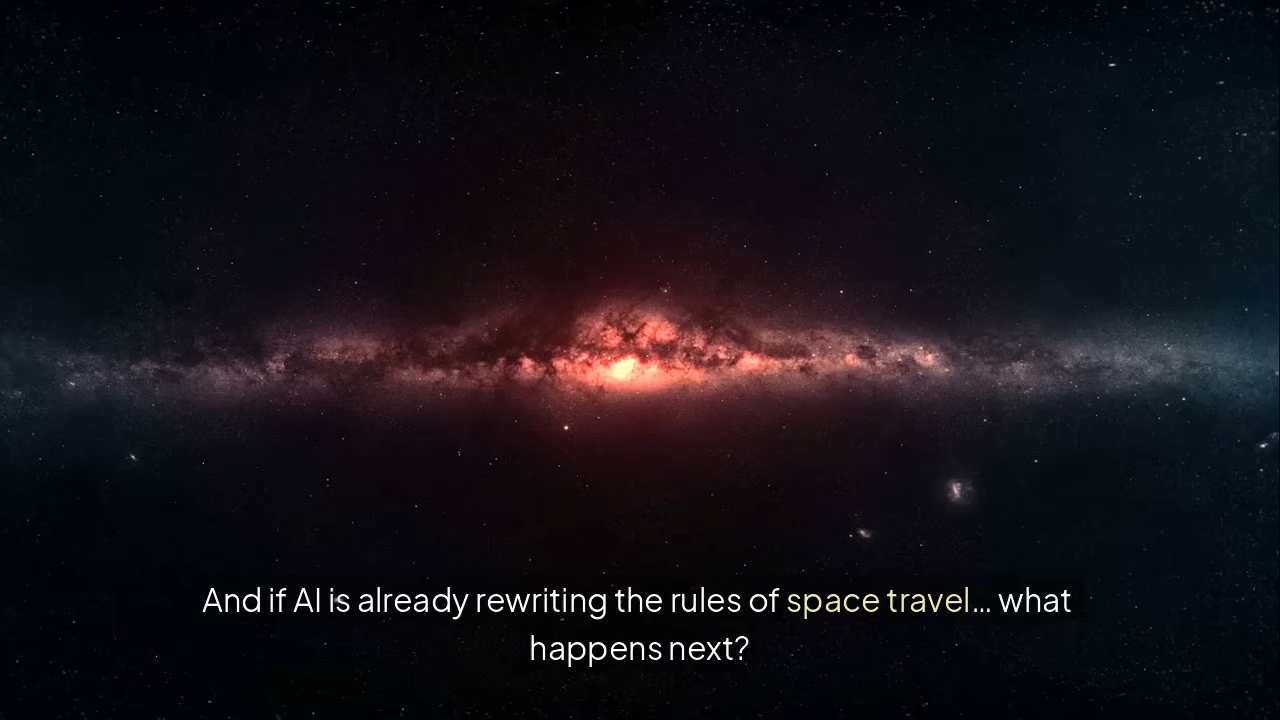 And if AI is already rewriting the rules of space travel... what
happens next?